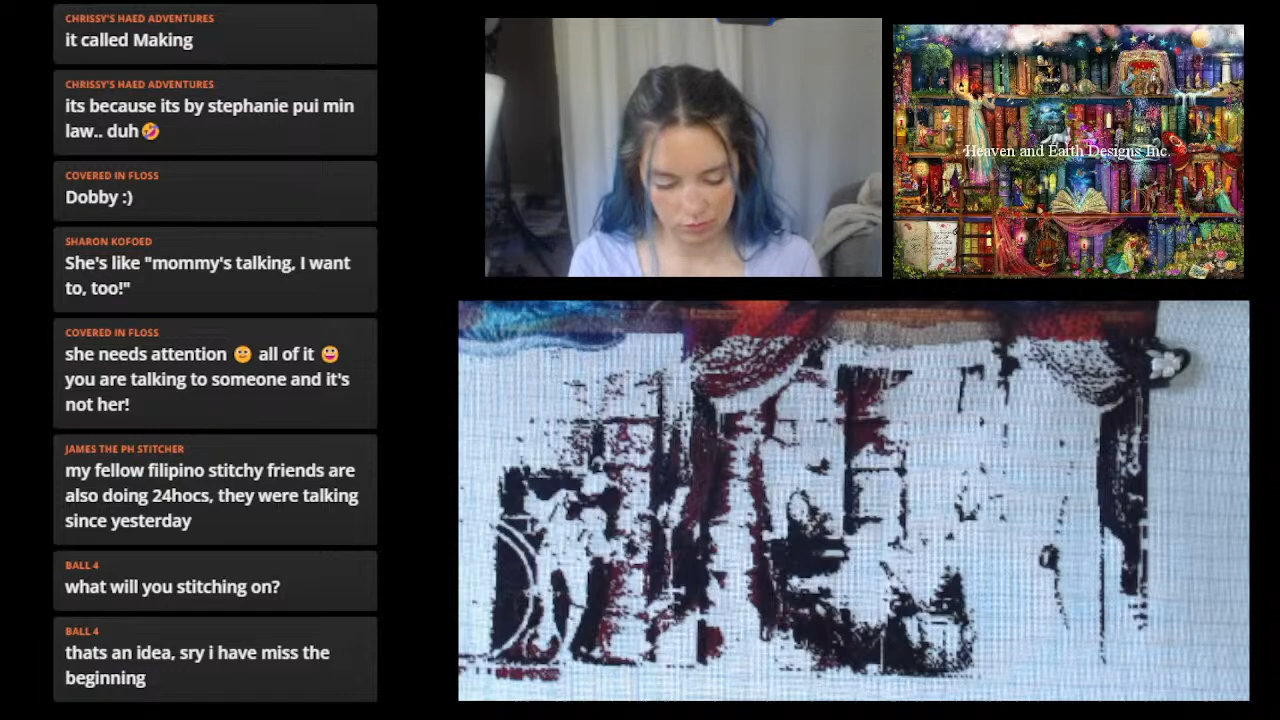 CHRISSY'S HAED ADVENTURES
it called Making
CHRISSY'S HAED ADVENTURES
its because its by stephanie pui min
law.. duh🤣
COVERED IN FLOSS
Dobby :)
SHARON KOFOED
She's like "mommy's talking, I want
to, too!"
COVERED IN FLOSS
she needs attention 🙂 all of it 😀
you are talking to someone and it's
not her!
JAMES THE PH STITCHER
my fellow filipino stitchy friends are
also doing 24hocs, they were talking
since yesterday
BALL 4
what will you stitching on?
BALL 4
thats an idea, sry i have miss the
beginning
Heaven and Earth Designs Inc.